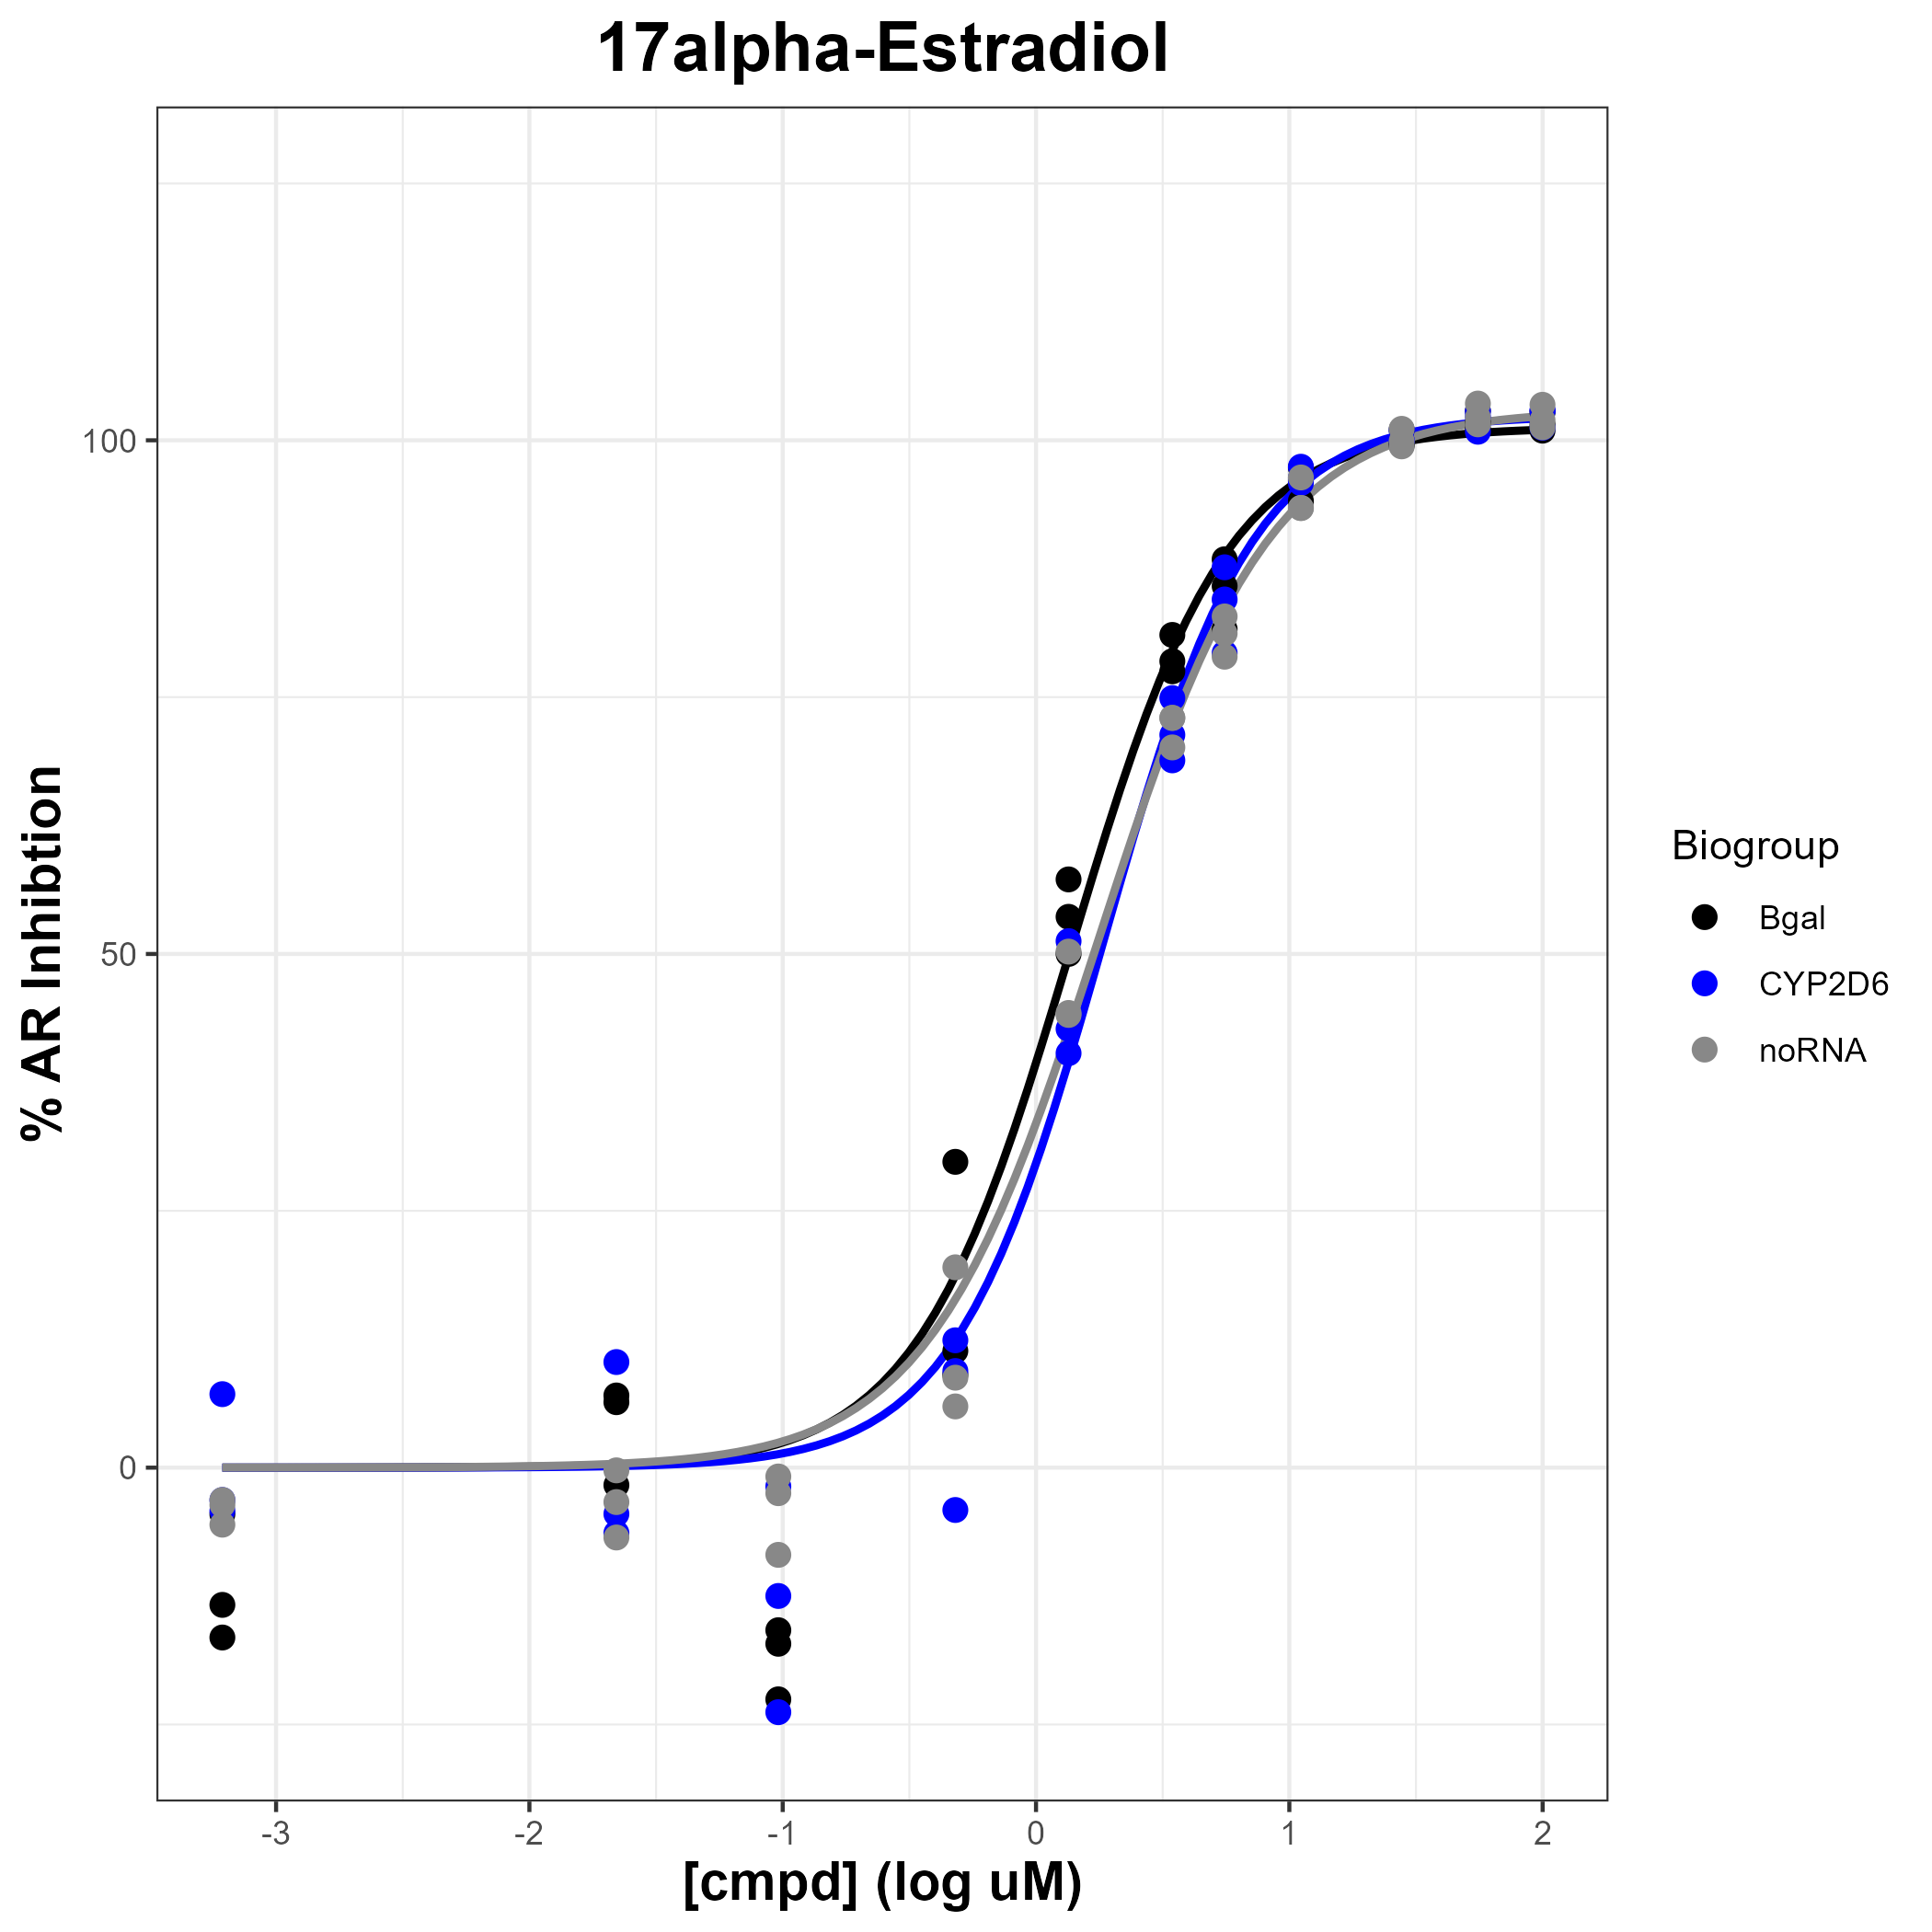 17alpha-Estradiol
% AR Inhibtion
100
50
0
-3
-2
-1
0
1
2
[cmpd] (log uM)
Biogroup
Bgal
CYP2D6
noRNA